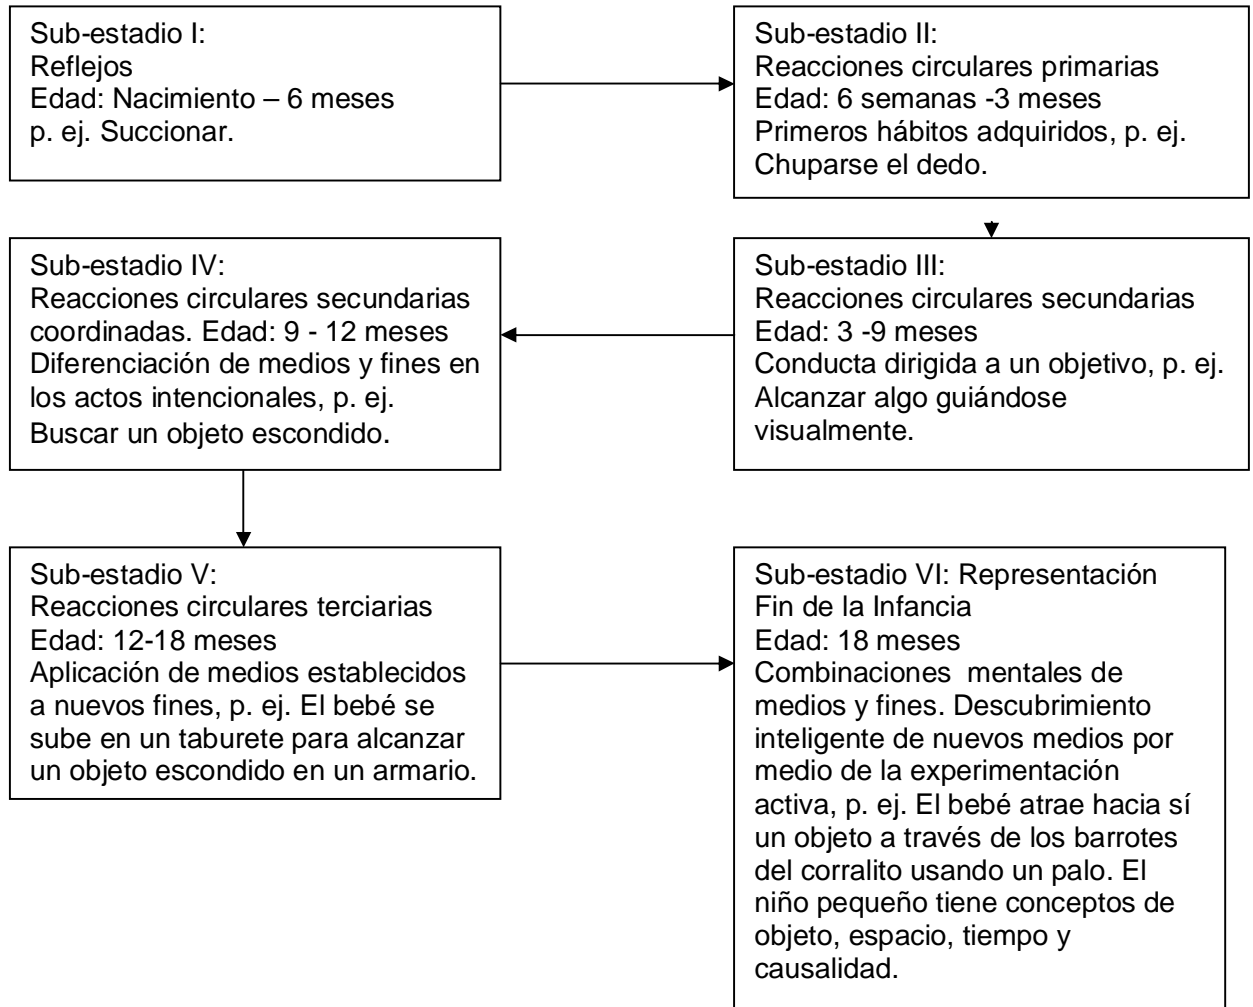 Sub-estadio I:
Reflejos
Edad: Nacimiento – 6 meses
p. ej. Succionar.
Sub-estadio II:
Reacciones circulares primarias
Edad: 6 semanas -3 meses
Primeros hábitos adquiridos, p. ej.
Chuparse el dedo.
Sub-estadio III:
Reacciones circulares secundarias
Edad: 3 -9 meses
Conducta dirigida a un objetivo, p. ej.
Alcanzar algo guiándose
visualmente.
Sub-estadio IV:
Reacciones circulares secundarias
coordinadas. Edad: 9 - 12 meses
Diferenciación de medios y fines en
los actos intencionales, p. ej.
Buscar un objeto escondido.
Sub-estadio V:
Reacciones circulares terciarias
Edad: 12-18 meses
Aplicación de medios establecidos
a nuevos fines, p. ej. El bebé se
sube en un taburete para alcanzar
un objeto escondido en un armario.
Sub-estadio VI: Representación
Fin de la Infancia
Edad: 18 meses
Combinaciones mentales de
medios y fines. Descubrimiento
inteligente de nuevos medios por
medio de la experimentación
activa, p. ej. El bebé atrae hacia sí
un objeto a través de los barrotes
del corralito usando un palo. El
niño pequeño tiene conceptos de
objeto, espacio, tiempo y
causalidad.